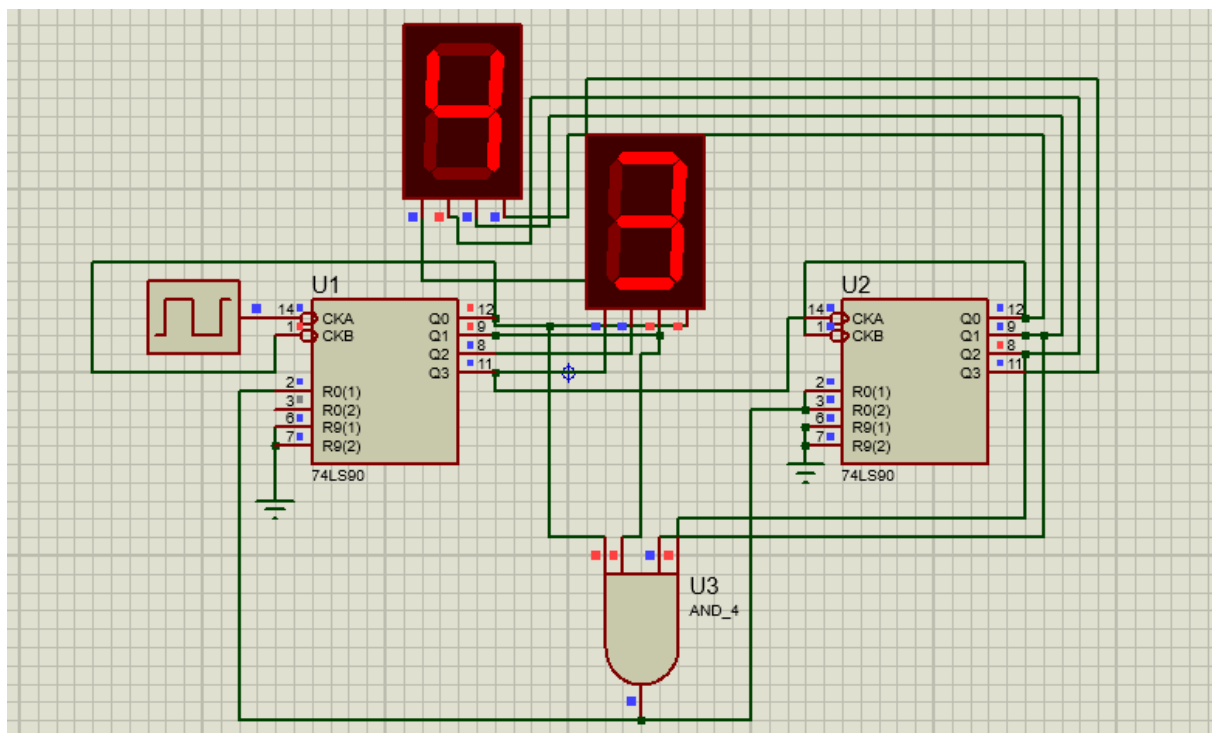 4
3
U1
14
CKA
1
CKB
Q0
12
Q1
9
Q2
8
Q3
11
2
R0(1)
3
R0(2)
6
R9(1)
7
R9(2)
74LS90
U2
14
CKA
1
CKB
Q0
12
Q1
9
Q2
8
Q3
11
2
R0(1)
3
R0(2)
6
R9(1)
7
R9(2)
74LS90
U3
AND_4